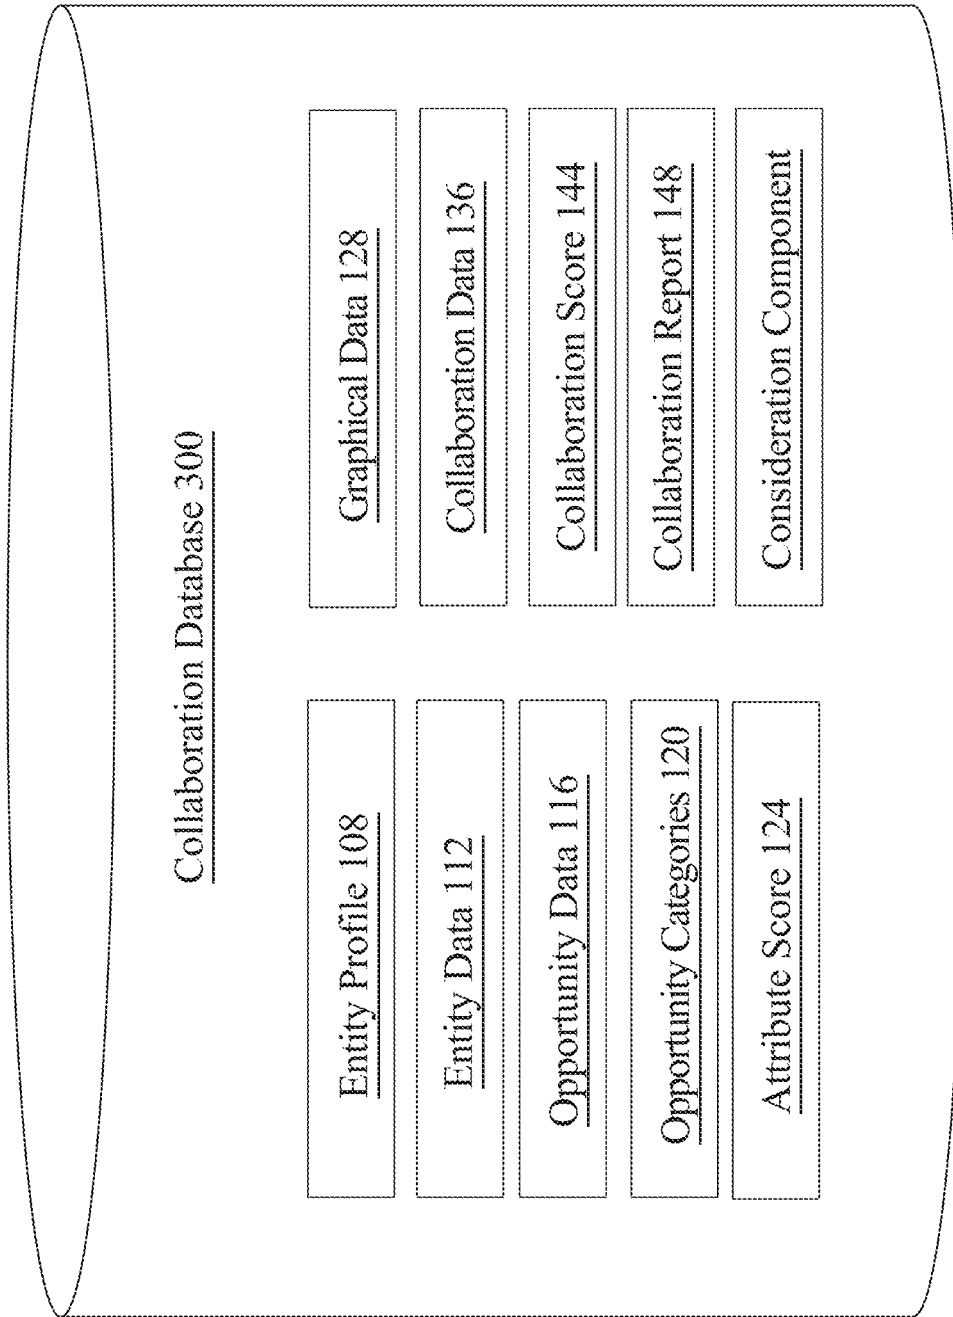 Collaboration Database 300
Entity Profile 108
Entity Data 112
Opportunity Data 116
Opportunity Categories 120
Attribute Score 124
Graphical Data 128
Collaboration Data 136
Collaboration Score 144
Collaboration Report 148
Consideration Component